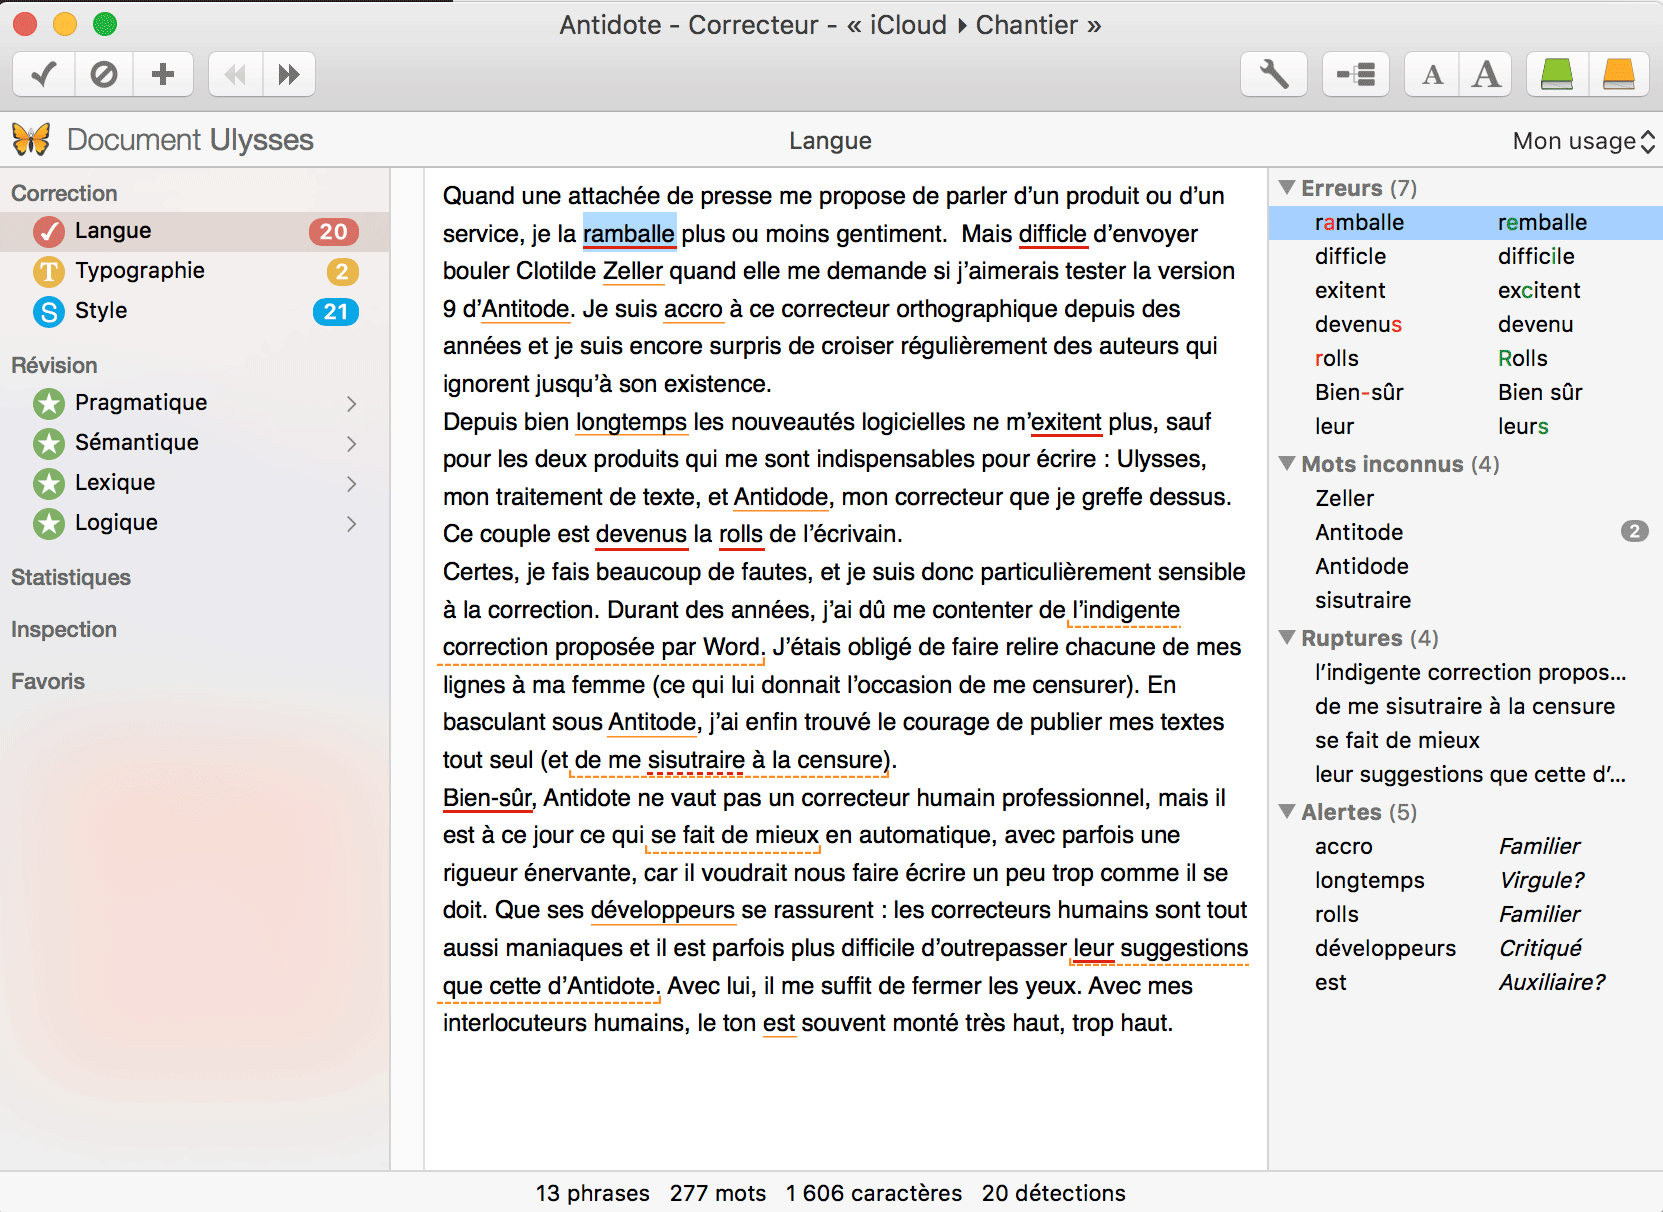 Antidote - Correcteur - « iCloud ▸ Chantier »
A A
Document Ulysses
Langue
Mon usage
Correction
Langue 20
T Typographie 2
S Style 21
Révision
Pragmatique
Sémantique
Lexique
Logique
Statistiques
Inspection
Favoris
Quand une attachée de presse me propose de parler d’un produit ou d’un
service, je la ramballe plus ou moins gentiment.  Mais difficle d’envoyer
bouler Clotilde Zeller quand elle me demande si j’aimerais tester la version
9 d’Antitode. Je suis accro à ce correcteur orthographique depuis des
années et je suis encore surpris de croiser régulièrement des auteurs qui
ignorent jusqu’à son existence.
Depuis bien longtemps les nouveautés logicielles ne m’exitent plus, sauf
pour les deux produits qui me sont indispensables pour écrire : Ulysses,
mon traitement de texte, et Antidode, mon correcteur que je greffe dessus.
Ce couple est devenus la rolls de l’écrivain.
Certes, je fais beaucoup de fautes, et je suis donc particulièrement sensible
à la correction. Durant des années, j’ai dû me contenter de l’indigente
correction proposée par Word. J’étais obligé de faire relire chacune de mes
lignes à ma femme (ce qui lui donnait l’occasion de me censurer). En
basculant sous Antitode, j’ai enfin trouvé le courage de publier mes textes
tout seul (et de me sisutraire à la censure).
Bien-sûr, Antidote ne vaut pas un correcteur humain professionnel, mais il
est à ce jour ce qui se fait de mieux en automatique, avec parfois une
rigueur énervante, car il voudrait nous faire écrire un peu trop comme il se
doit. Que ses développeurs se rassurent : les correcteurs humains sont tout
aussi maniaques et il est parfois plus difficile d’outrepasser leur suggestions
que cette d’Antidote. Avec lui, il me suffit de fermer les yeux. Avec mes
interlocuteurs humains, le ton est souvent monté très haut, trop haut.
Erreurs (7)
ramballe remballe
difficle difficile
exitent excitent
devenus devenu
rolls Rolls
Bien-sûr Bien sûr
leur leurs
Mots inconnus (4)
Zeller
Antitode 2
Antidode
sisutraire
Ruptures (4)
l’indigente correction propos...
de me sisutraire à la censure
se fait de mieux
leur suggestions que cette d’...
Alertes (5)
accro Familier
longtemps Virgule?
rolls Familier
développeurs Critiqué
est Auxiliaire?
13 phrases 277 mots 1 606 caractères 20 détections